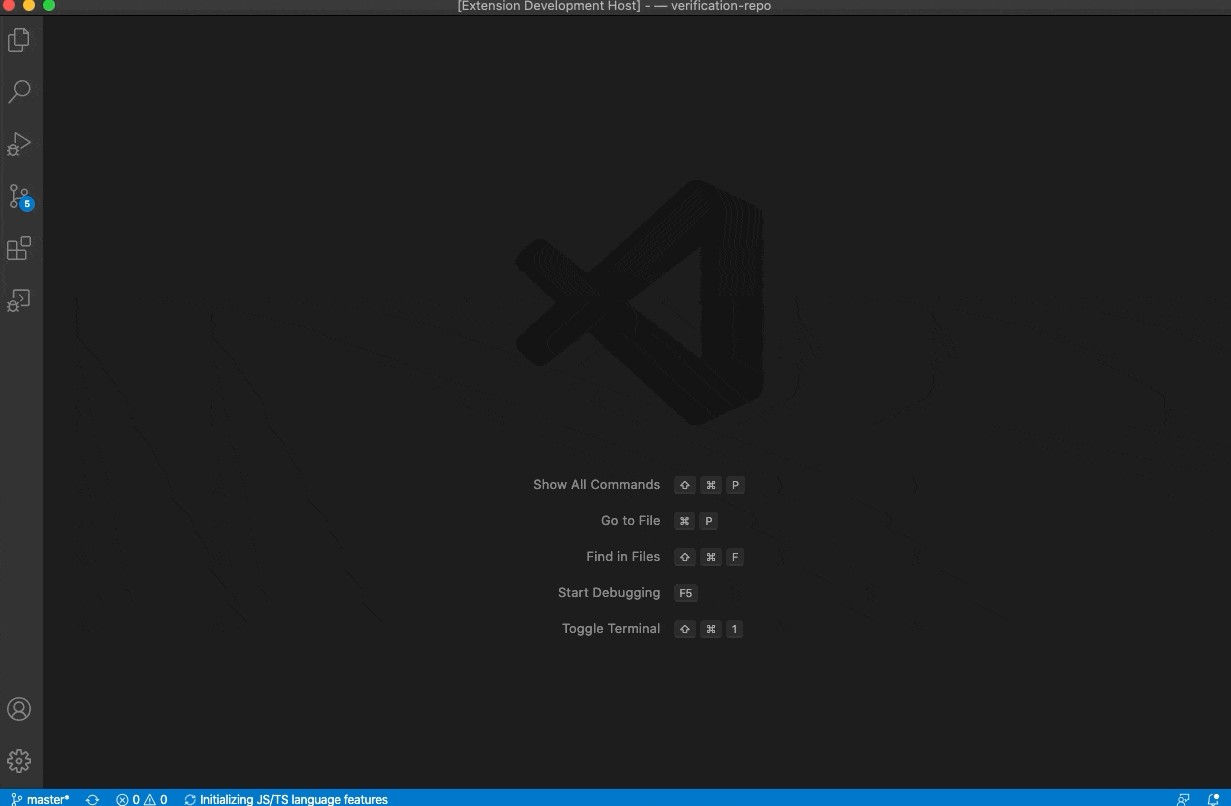 [Extension Development Host] - — verification-repo
5
Show All Commands ⇧ ⌘ P
Go to File ⌘ P
Find in Files ⇧ ⌘ F
Start Debugging F5
Toggle Terminal ⇧ ⌘ 1
master* 0 0 Initializing JS/TS language features